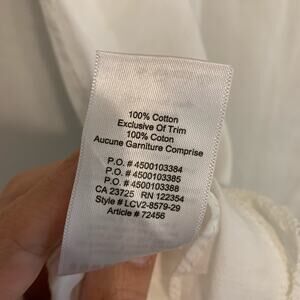 100% Cotton
Exclusive Of Trim
100% Coton
Aucune Garniture Comprise
P.O. # 4500103384
P.O. # 4500103385
P.O. # 4500103388
CA 23725 RN 122354
Style # LCV2-8579-29
Article # 72456